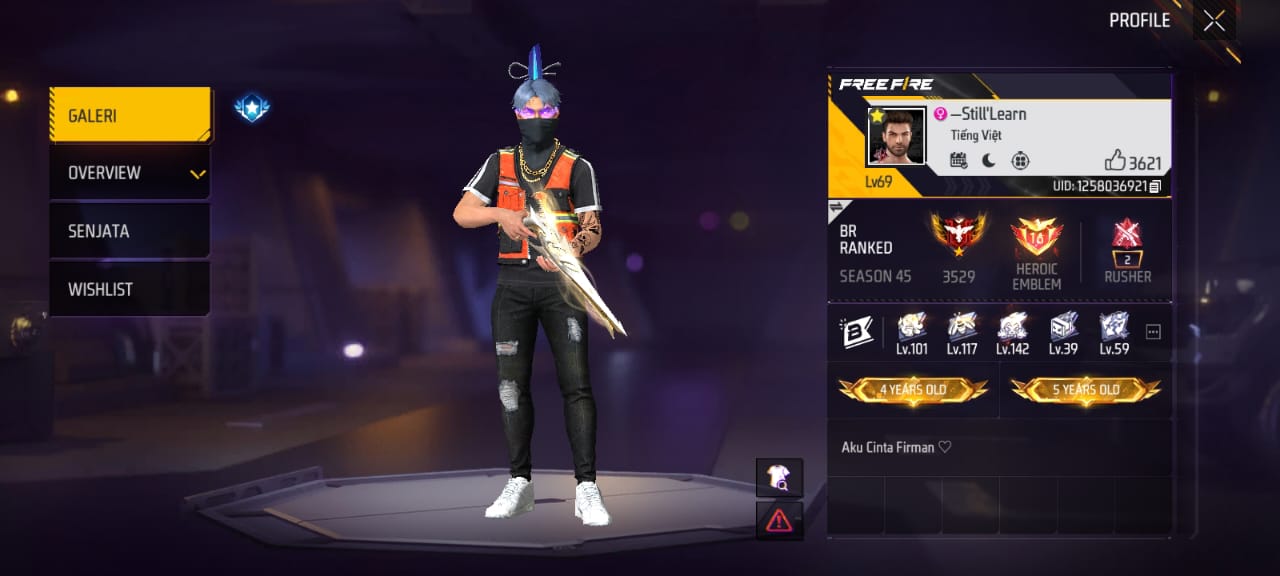 PROFILE
GALERI
OVERVIEW
SENJATA
WISHLIST
FREE FIRE
—Still'Learn
Tiếng Việt
3621
Lv69
UID: 1258036921
BR
RANKED
SEASON 45
3529
16
HEROIC
EMBLEM
2
RUSHER
B
Lv.101
Lv.117
Lv.142
Lv.39
Lv.59
4 YEARS OLD
5 YEARS OLD
Aku Cinta Firman ♡